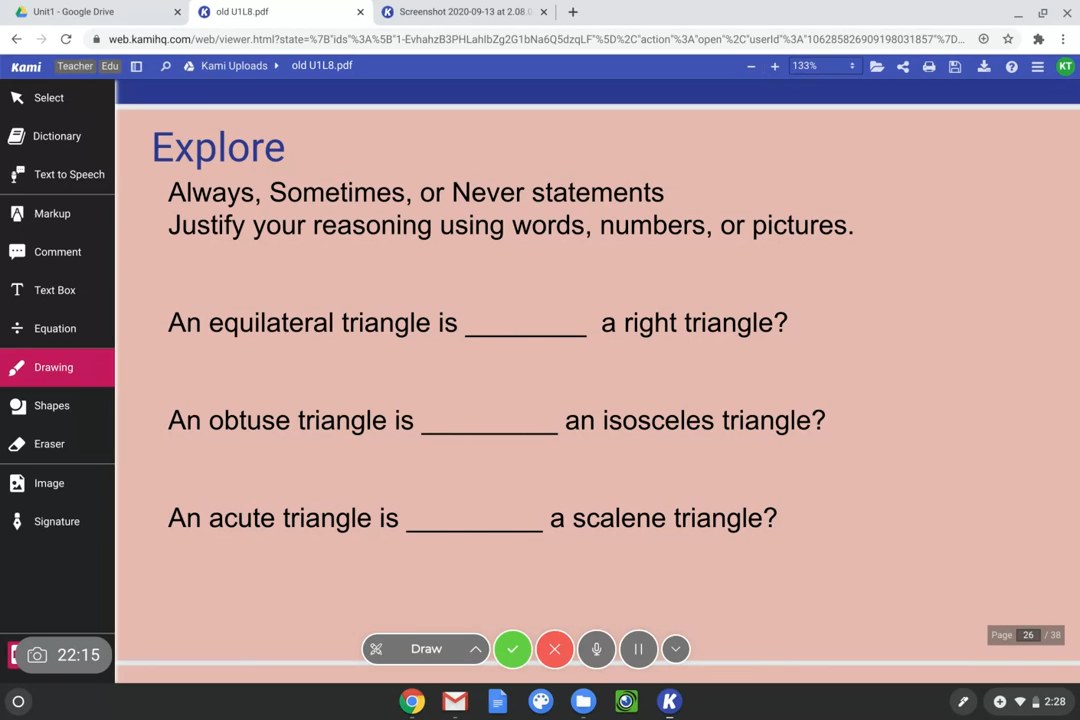 Unit1 - Google Drive
old U1L8.pdf
Screenshot 2020-09-13 at 2.08.0
web.kamihq.com/web/viewer.html?state=%7B"ids"%3A%5B"1-EvhahzB3PHLahIbZg2G1bNa6Q5dzqLF"%5D%2C"action"%3A"open"%2C"userId"%3A"106285826909198031857"%7D...
Kami Teacher Edu Kami Uploads old U1L8.pdf 133% KT
Select
Dictionary
Text to Speech
Markup
Comment
Text Box
Equation
Drawing
Shapes
Eraser
Image
Signature
22:15
Explore
Always, Sometimes, or Never statements
Justify your reasoning using words, numbers, or pictures.
An equilateral triangle is ________ a right triangle?
An obtuse triangle is _________ an isosceles triangle?
An acute triangle is _________ a scalene triangle?
Page 26 / 38
Draw
2:28